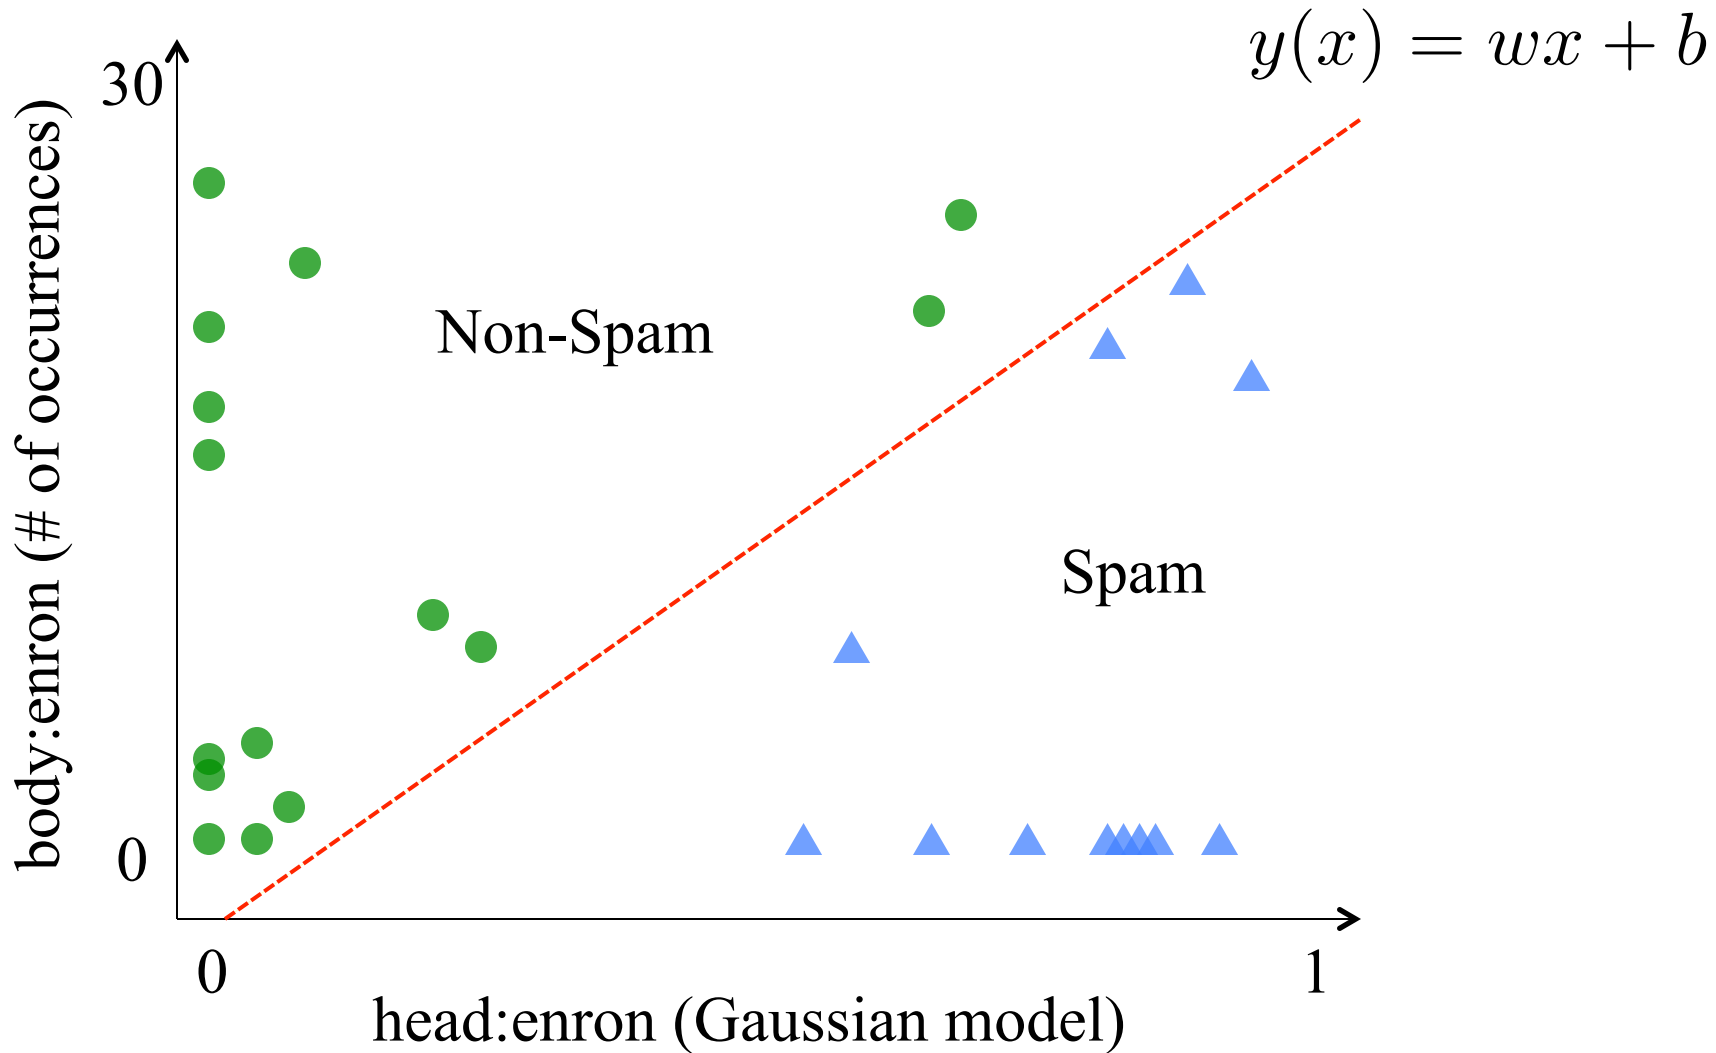 y(x) = wx + b
30
body:enron (# of occurrences)
Non-Spam
Spam
0
0
1
head:enron (Gaussian model)